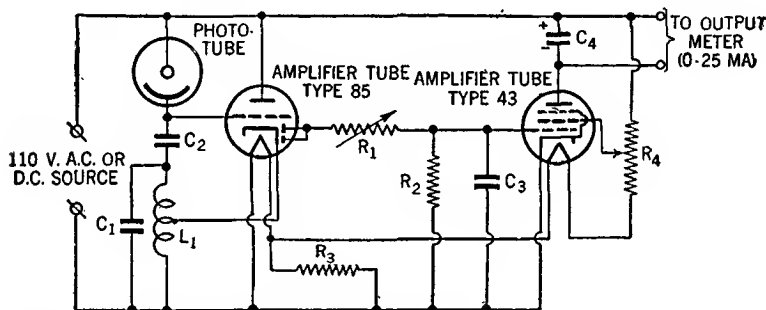 PHOTO-
TUBE
AMPLIFIER TUBE
TYPE 85
AMPLIFIER TUBE
TYPE 43
+
-
C4
TO OUTPUT
METER
(0-25 MA)
C2
R1
R4
110 V. A.C. OR
D.C. SOURCE
C1
L1
R2
C3
R3